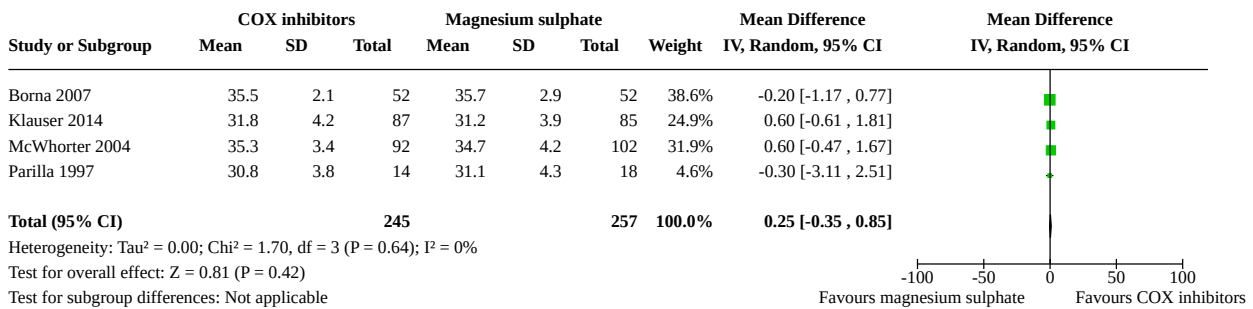 COX inhibitors Magnesium sulphate Mean Difference Mean Difference
Study or Subgroup Mean SD Total Mean SD Total Weight IV, Random, 95% CI IV, Random, 95% CI
Borna 2007 35.5 2.1 52 35.7 2.9 52 38.6% -0.20 [-1.17 , 0.77]
Klauser 2014 31.8 4.2 87 31.2 3.9 85 24.9% 0.60 [-0.61 , 1.81]
McWhorter 2004 35.3 3.4 92 34.7 4.2 102 31.9% 0.60 [-0.47 , 1.67]
Parilla 1997 30.8 3.8 14 31.1 4.3 18 4.6% -0.30 [-3.11 , 2.51]
Total (95% CI) 245 257 100.0% 0.25 [-0.35 , 0.85]
Heterogeneity: Tau² = 0.00; Chi² = 1.70, df = 3 (P = 0.64); I² = 0%
Test for overall effect: Z = 0.81 (P = 0.42)
-100 -50 0 50 100
Test for subgroup differences: Not applicable Favours magnesium sulphate Favours COX inhibitors